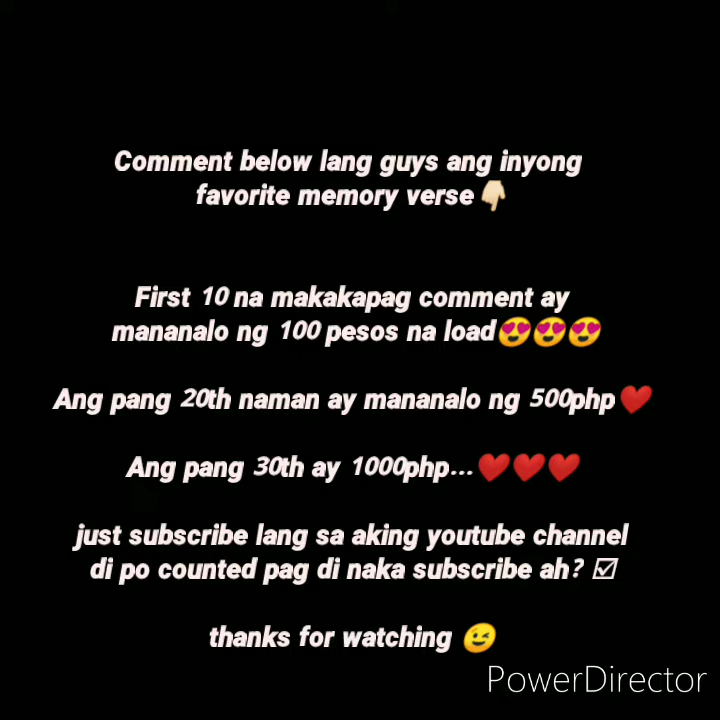 Comment below lang guys ang inyong
favorite memory verse👇🏻
First 10 na makakapag comment ay
mananalo ng 100 pesos na load😍😍😍
Ang pang 20th naman ay mananalo ng 500php❤️
Ang pang 30th ay 1000php...❤️❤️❤️
just subscribe lang sa aking youtube channel
di po counted pag di naka subscribe ah? ☑
thanks for watching 😉
PowerDirector